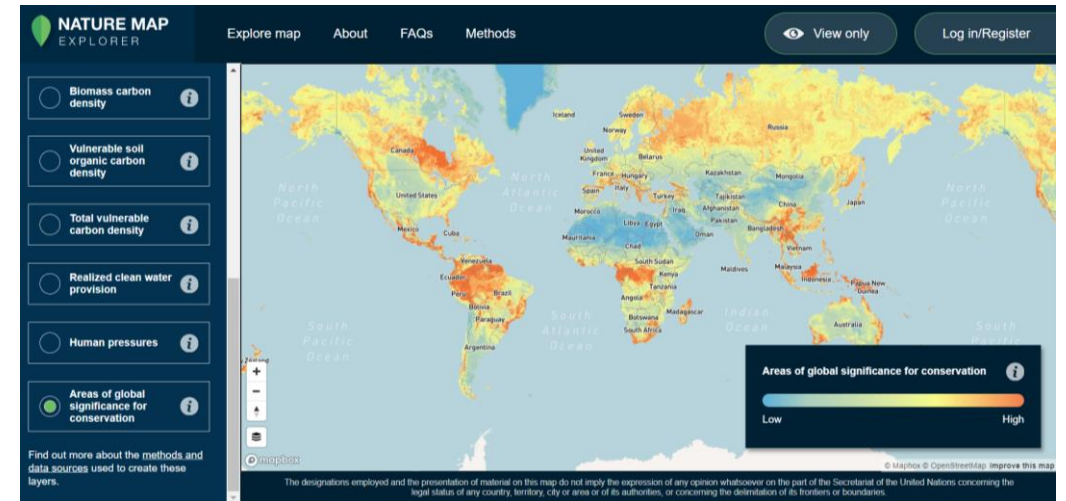 NATURE MAP
EXPLORER
Explore map
About
FAQs
Methods
View only
Log in/Register
Biomass carbon
density
Vulnerable soil
organic carbon
density
Total vulnerable
carbon density
Realized clean water
provision
Human pressures
Areas of global
significance for
conservation
Find out more about the methods and
data sources used to create these
layers.
Iceland
Sweden
Norway
Russia
Canada
United
Kingdom
Belarus
France
Hungary
Kazakhstan
Mongolia
North
Pacific
Ocean
United States
North
Atlantic
Ocean
Spain
Italy
Turkey
Tajikistan
China
Japan
North
Pacific
Ocean
Morocco
Iraq
Afghanistan
Pakistan
Libya
Egypt
Mexico
Cuba
Mauritania
Oman
Bangladesh
Chad
Vietnam
Venezuela
South Sudan
Maldives
Malaysia
Ecuador
Kenya
Indonesia
Papua New
Guinea
Peru
Brazil
Tanzania
Angola
Bolivia
Paraguay
South
Atlantic
Ocean
Botswana
Madagascar
Indian
Ocean
Australia
South
Pacific
Ocean
South Africa
South
Pacific
Argentina
Areas of global significance for conservation
Low
High
mapbox
© Mapbox © OpenStreetMap Improve this map
The designations employed and the presentation of material on this map do not imply the expression of any opinion whatsoever on the part of the Secretariat of the United Nations concerning the
legal status of any country, territory, city or area or of its authorities, or concerning the delimitation of its frontiers or boundaries.